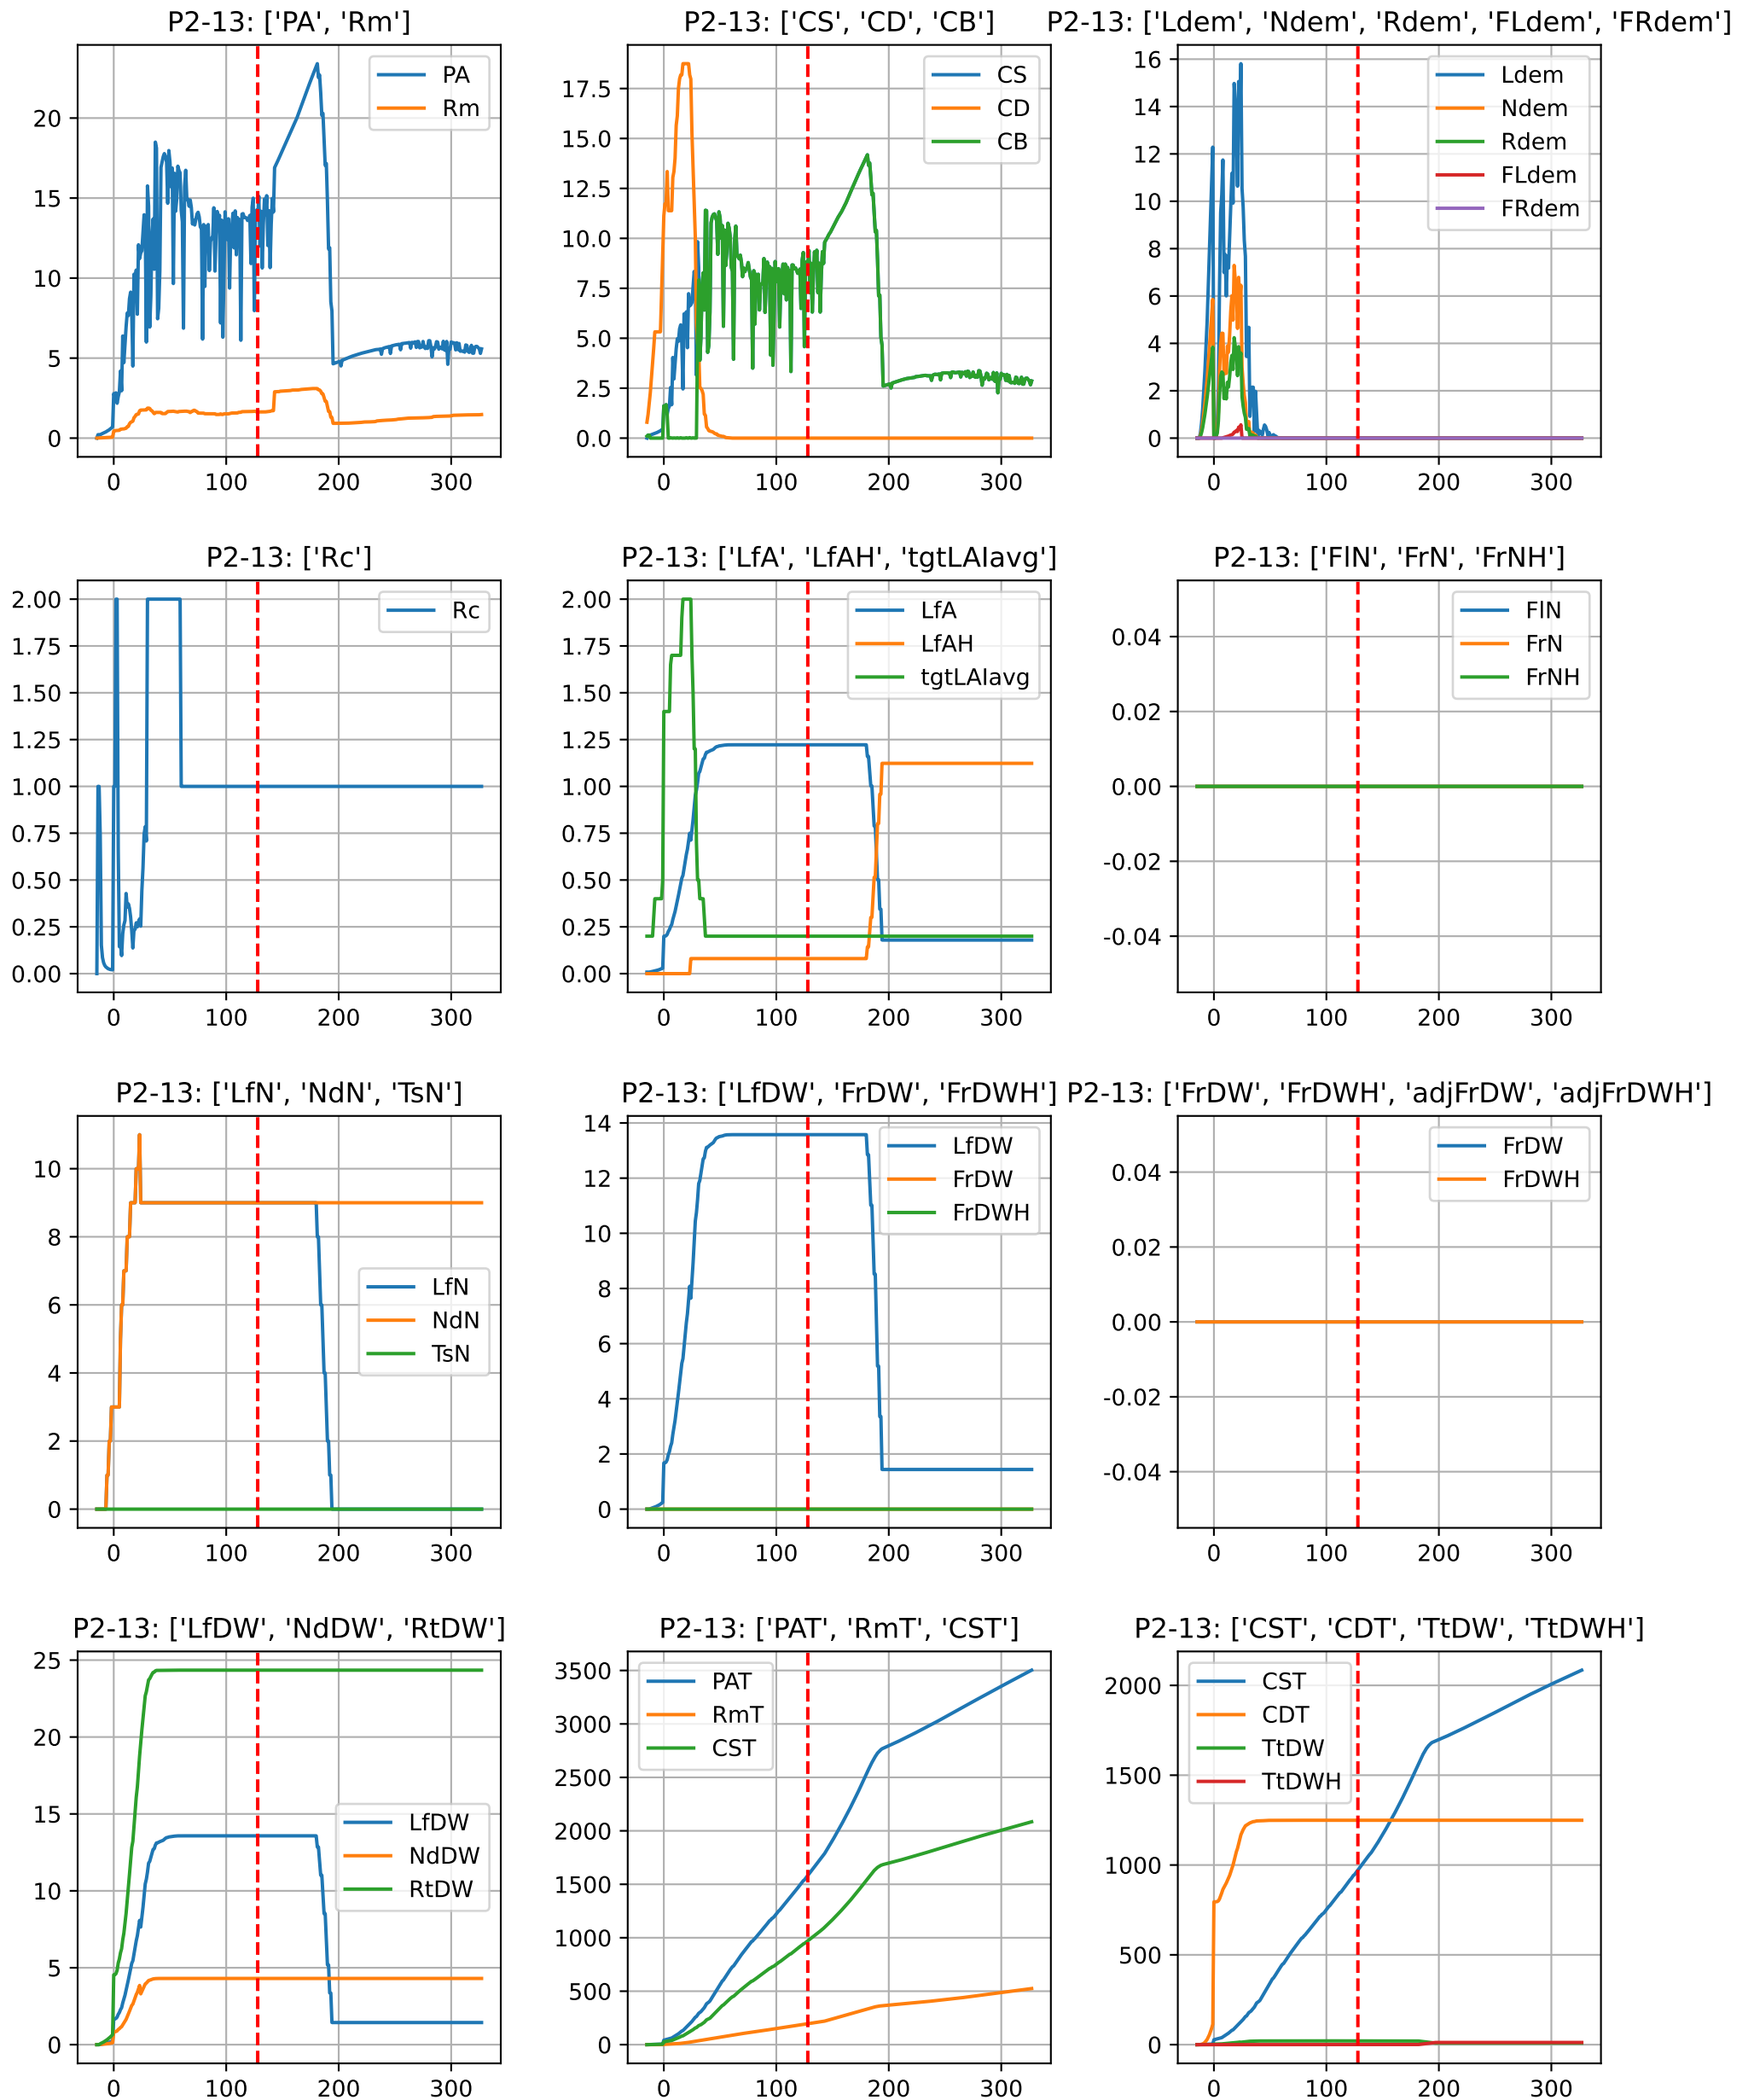 P2-13: ['PA', 'Rm']
PA
Rm
20
15
10
5
0
0 100 200 300
P2-13: ['CS', 'CD', 'CB']
CS
CD
CB
17.5
15.0
12.5
10.0
7.5
5.0
2.5
0.0
0 100 200 300
P2-13: ['Ldem', 'Ndem', 'Rdem', 'FLdem', 'FRdem']
Ldem
Ndem
Rdem
FLdem
FRdem
16
14
12
10
8
6
4
2
0
0 100 200 300
P2-13: ['Rc']
Rc
2.00
1.75
1.50
1.25
1.00
0.75
0.50
0.25
0.00
0 100 200 300
P2-13: ['LfA', 'LfAH', 'tgtLAIavg']
LfA
LfAH
tgtLAIavg
2.00
1.75
1.50
1.25
1.00
0.75
0.50
0.25
0.00
0 100 200 300
P2-13: ['FlN', 'FrN', 'FrNH']
FlN
FrN
FrNH
0.04
0.02
0.00
-0.02
-0.04
0 100 200 300
P2-13: ['LfN', 'NdN', 'TsN']
LfN
NdN
TsN
10
8
6
4
2
0
0 100 200 300
P2-13: ['LfDW', 'FrDW', 'FrDWH']
LfDW
FrDW
FrDWH
14
12
10
8
6
4
2
0
0 100 200 300
P2-13: ['FrDW', 'FrDWH', 'adjFrDW', 'adjFrDWH']
FrDW
FrDWH
0.04
0.02
0.00
-0.02
-0.04
0 100 200 300
P2-13: ['LfDW', 'NdDW', 'RtDW']
LfDW
NdDW
RtDW
25
20
15
10
5
0
0 100 200 300
P2-13: ['PAT', 'RmT', 'CST']
PAT
RmT
CST
3500
3000
2500
2000
1500
1000
500
0
0 100 200 300
P2-13: ['CST', 'CDT', 'TtDW', 'TtDWH']
CST
CDT
TtDW
TtDWH
2000
1500
1000
500
0
0 100 200 300